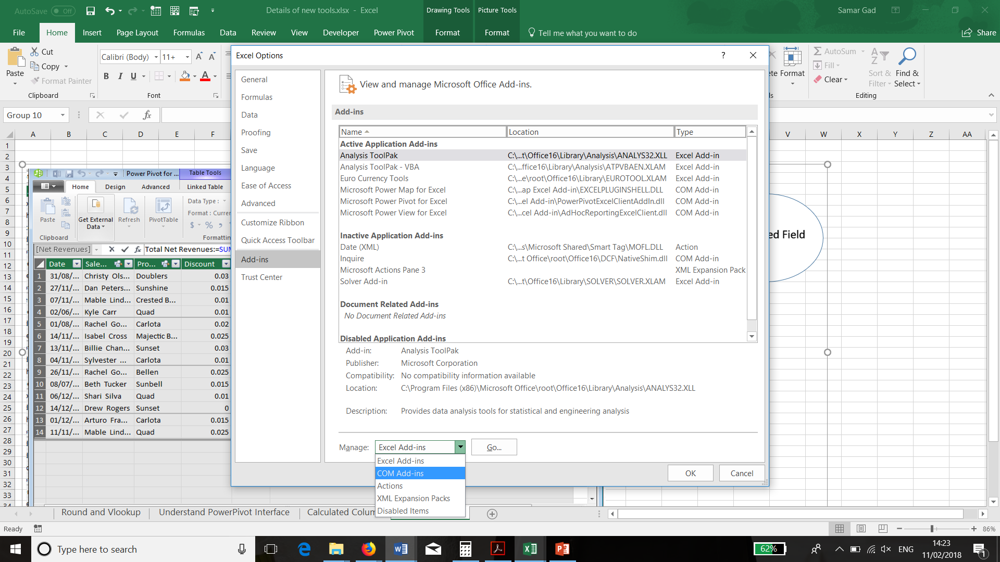 AutoSave Off Details of new tools.xlsx - Excel Drawing Tools Picture Tools Samar Gad
File Home Insert Page Layout Formulas Data Review View Developer Power Pivot Format Format Tell me what you want to do Share
Paste Cut Copy Format Painter Clipboard
Calibri (Body) 11+ B I U A Font
Format AutoSum Fill Clear Sort & Filter Find & Select Editing
Group 10 fx
A B C D E F V W X Y Z AA
1
2
3
4
5
6
7
8
9
10
11
12
13
14
15
16
17
18
19
20
21
22
23
24
25
26
27
28
29
30
31
32
33
34
Power Pivot for ... Table Tools
Home Design Advanced Linked Table
Paste Get External Data Refresh PivotTable Data Type : Format : Currer $ %
Clipboard Formattin
[Net Revenues] fx Total Net Revenues:=SUM
Date Sale... Pro... Discount
1 31/08/... Christy Ols... Doublers 0.03
2 27/11/... Dan Peters... Sunshine 0.015
3 07/11/... Mable Lind... Crested B... 0.01
4 02/06/... Kyle Carr Quad 0.01
5 01/08/... Rachel Go... Carlota 0.02
6 14/11/... Isabel Cross Majectic B... 0.025
7 13/11/... Billie Chan... Sunset 0.03
8 04/11/... Sylvester ... Carlota 0.01
9 26/11/... Rachel Go... Bellen 0.025
10 08/07/... Beth Tucker Sunbell 0.015
11 06/12/... Shari Silva Quad 0.01
12 14/12/... Drew Rogers Sunset 0
13 01/12/... Arturo Fra... Carlota 0.015
14 11/11/... Mable Lind... Quad 0.025
Excel Options ?
General
Formulas
Data
Proofing
Save
Language
Ease of Access
Advanced
Customize Ribbon
Quick Access Toolbar
Add-ins
Trust Center
View and manage Microsoft Office Add-ins.
Add-ins
Name Location Type
Active Application Add-ins
Analysis ToolPak C:\...t\Office16\Library\Analysis\ANALYS32.XLL Excel Add-in
Analysis ToolPak - VBA C:\...ffice16\Library\Analysis\ATPVBAEN.XLAM Excel Add-in
Euro Currency Tools C:\...e\root\Office16\Library\EUROTOOL.XLAM Excel Add-in
Microsoft Power Map for Excel C:\...ap Excel Add-in\EXCELPLUGINSHELL.DLL COM Add-in
Microsoft Power Pivot for Excel C:\...el Add-in\PowerPivotExcelClientAddIn.dll COM Add-in
Microsoft Power View for Excel C:\...cel Add-in\AdHocReportingExcelClient.dll COM Add-in
Inactive Application Add-ins
Date (XML) C:\...s\Microsoft Shared\Smart Tag\MOFL.DLL Action
Inquire C:\...t Office\root\Office16\DCF\NativeShim.dll COM Add-in
Microsoft Actions Pane 3 XML Expansion Pack
Solver Add-in C:\...t\Office16\Library\SOLVER\SOLVER.XLAM Excel Add-in
Document Related Add-ins
No Document Related Add-ins
Disabled Application Add-ins
Add-in: Analysis ToolPak
Publisher: Microsoft Corporation
Compatibility: No compatibility information available
Location: C:\Program Files (x86)\Microsoft Office\root\Office16\Library\Analysis\ANALYS32.XLL
Description: Provides data analysis tools for statistical and engineering analysis
Manage: Excel Add-ins Go...
Excel Add-ins
COM Add-ins
Actions
XML Expansion Packs
Disabled Items
OK Cancel
ed Field
Round and Vlookup Understand PowerPivot Interface Calculated Colum
Ready 86%
Type here to search 62% ENG 14:23
11/02/2018 1